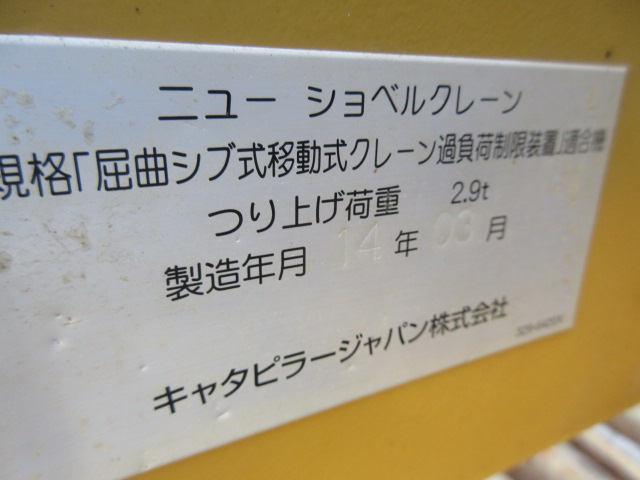 ニュー ショベルクレーン
規格「屈曲シブ式移動式クレーン過負荷制限装置」適合機
つり上げ荷重 2.9t
製造年月 14 年 03 月
キャタピラージャパン株式会社